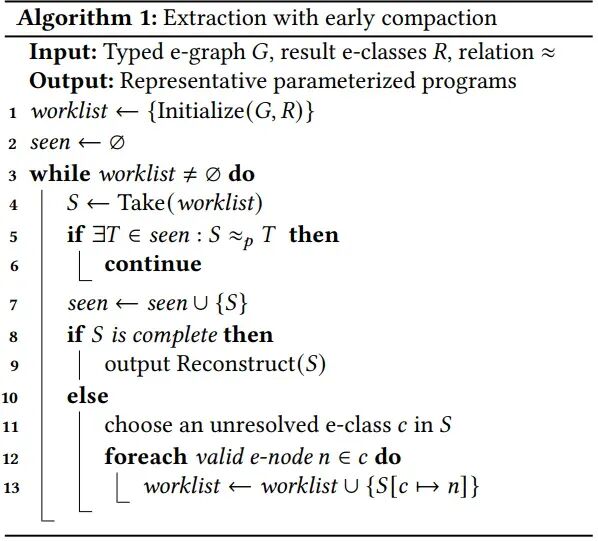 Algorithm 1: Extraction with early compaction
Input: Typed e-graph G, result e-classes R, relation ≈
Output: Representative parameterized programs
1 worklist ← {Initialize(G, R)}
2 seen ← ∅
3 while worklist ≠ ∅ do
4 S ← Take(worklist)
5 if ∃T ∈ seen : S ≈ₚ T then
6 continue
7 seen ← seen ∪ {S}
8 if S is complete then
9 output Reconstruct(S)
10 else
11 choose an unresolved e-class c in S
12 foreach valid e-node n ∈ c do
13 worklist ← worklist ∪ {S[c ↦ n]}